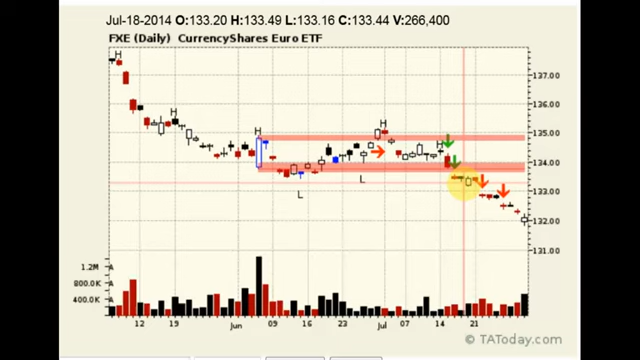 Jul-18-2014 O:133.20 H:133.49 L:133.16 C:133.44 V:266,400
FXE (Daily) CurrencyShares Euro ETF
H
137.00
136.00
H
H
H
H
135.00
134.00
L
L
133.00
132.00
131.00
1.2M
800.0K
400.0K
12 19 Jun 09 16 23 Jul 07 14 21
© TAToday.com